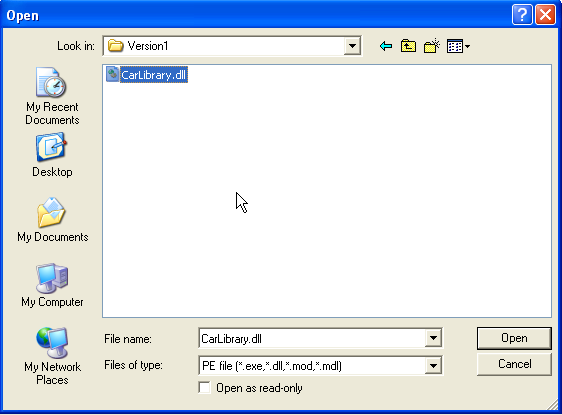 Open
Look in:
Version1
CarLibrary.dll
My Recent
Documents
Desktop
My Documents
My Computer
My Network
Places
File name:
CarLibrary.dll
Open
Files of type:
PE file (*.exe,*.dll,*.mod,*.mdl)
Cancel
Open as read-only